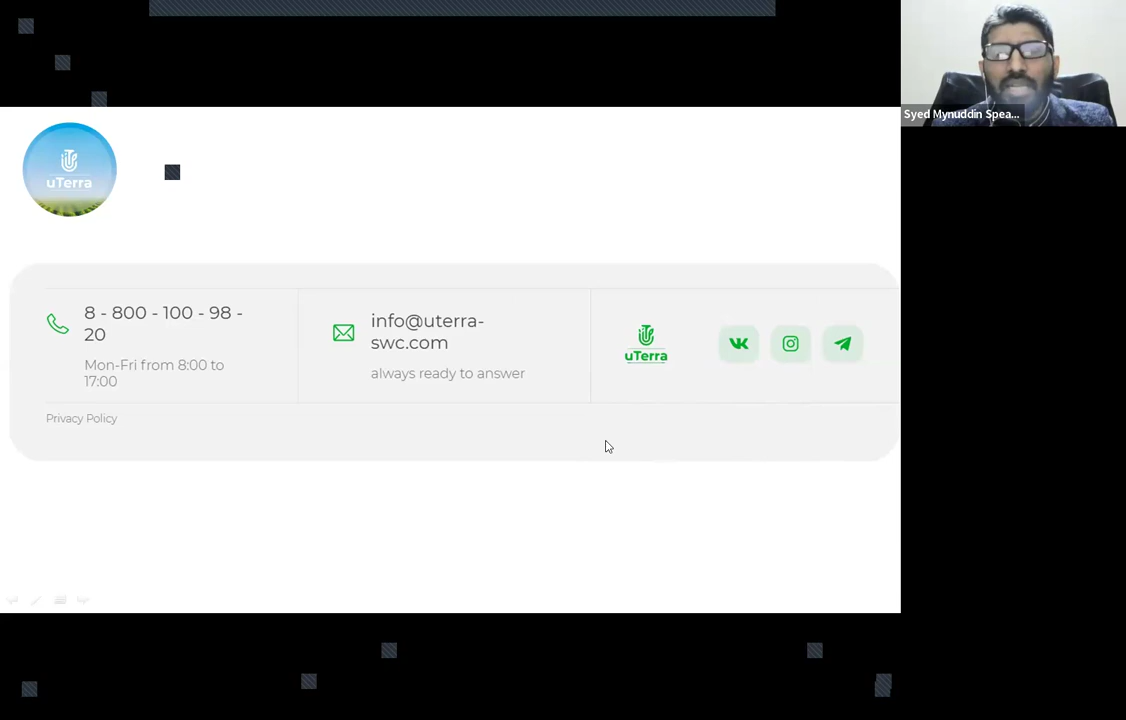 Syed Mynuddin Spea...
uTerra
8 - 800 - 100 - 98 -
20
Mon-Fri from 8:00 to
17:00
info@uterra-
swc.com
always ready to answer
uTerra
Privacy Policy